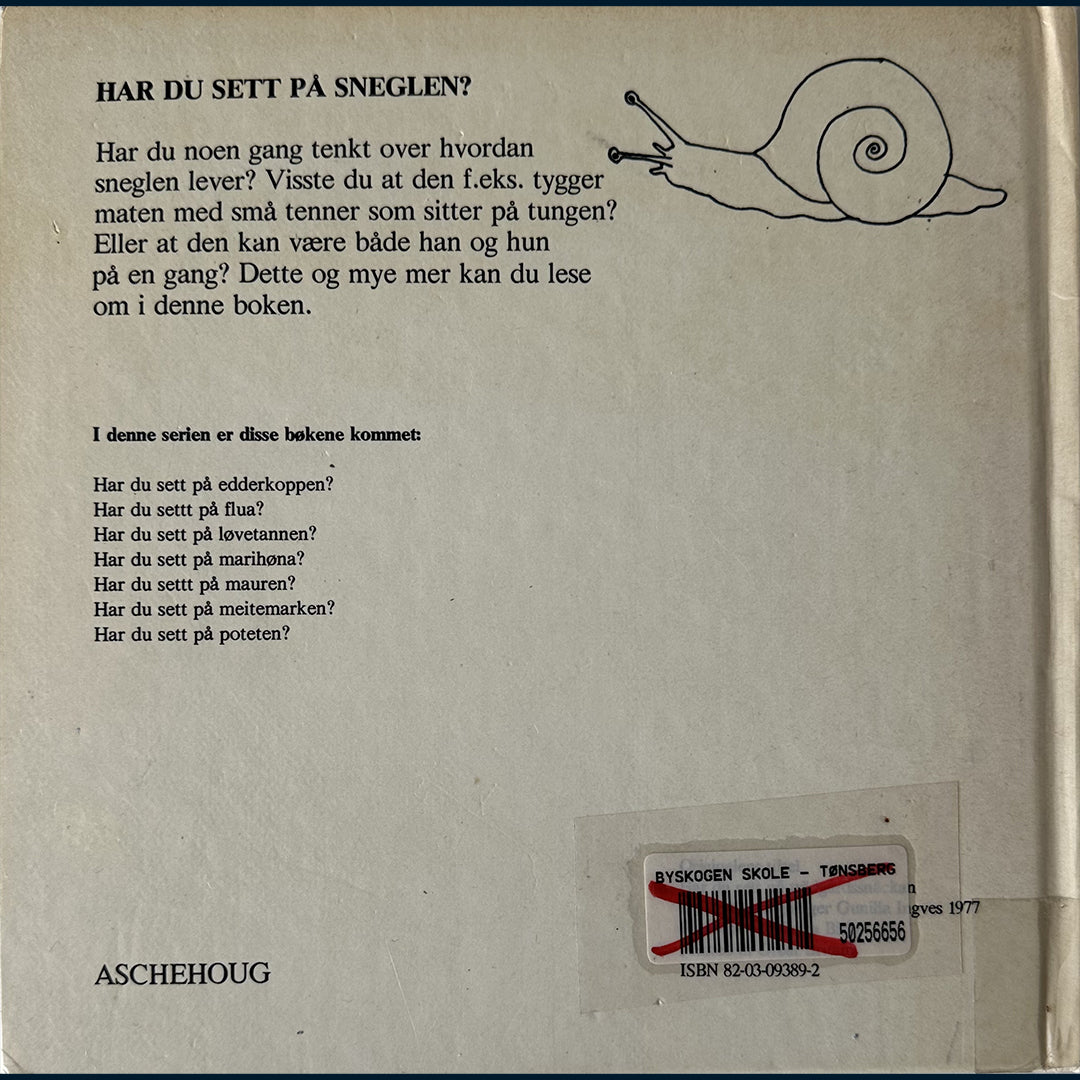 HAR DU SETT PÅ SNEGLEN?
Har du noen gang tenkt over hvordan
sneglen lever? Visste du at den f.eks. tygger
maten med små tenner som sitter på tungen?
Eller at den kan være både han og hun
på en gang? Dette og mye mer kan du lese
om i denne boken.
I denne serien er disse bøkene kommet:
Har du sett på edderkoppen?
Har du settt på flua?
Har du sett på løvetannen?
Har du sett på marihøna?
Har du settt på mauren?
Har du sett på meitemarken?
Har du sett på poteten?
BYSKOGEN SKOLE - TØNSBERG
Gunilla Ingves 1977
50256656
ISBN 82-03-09389-2
ASCHEHOUG